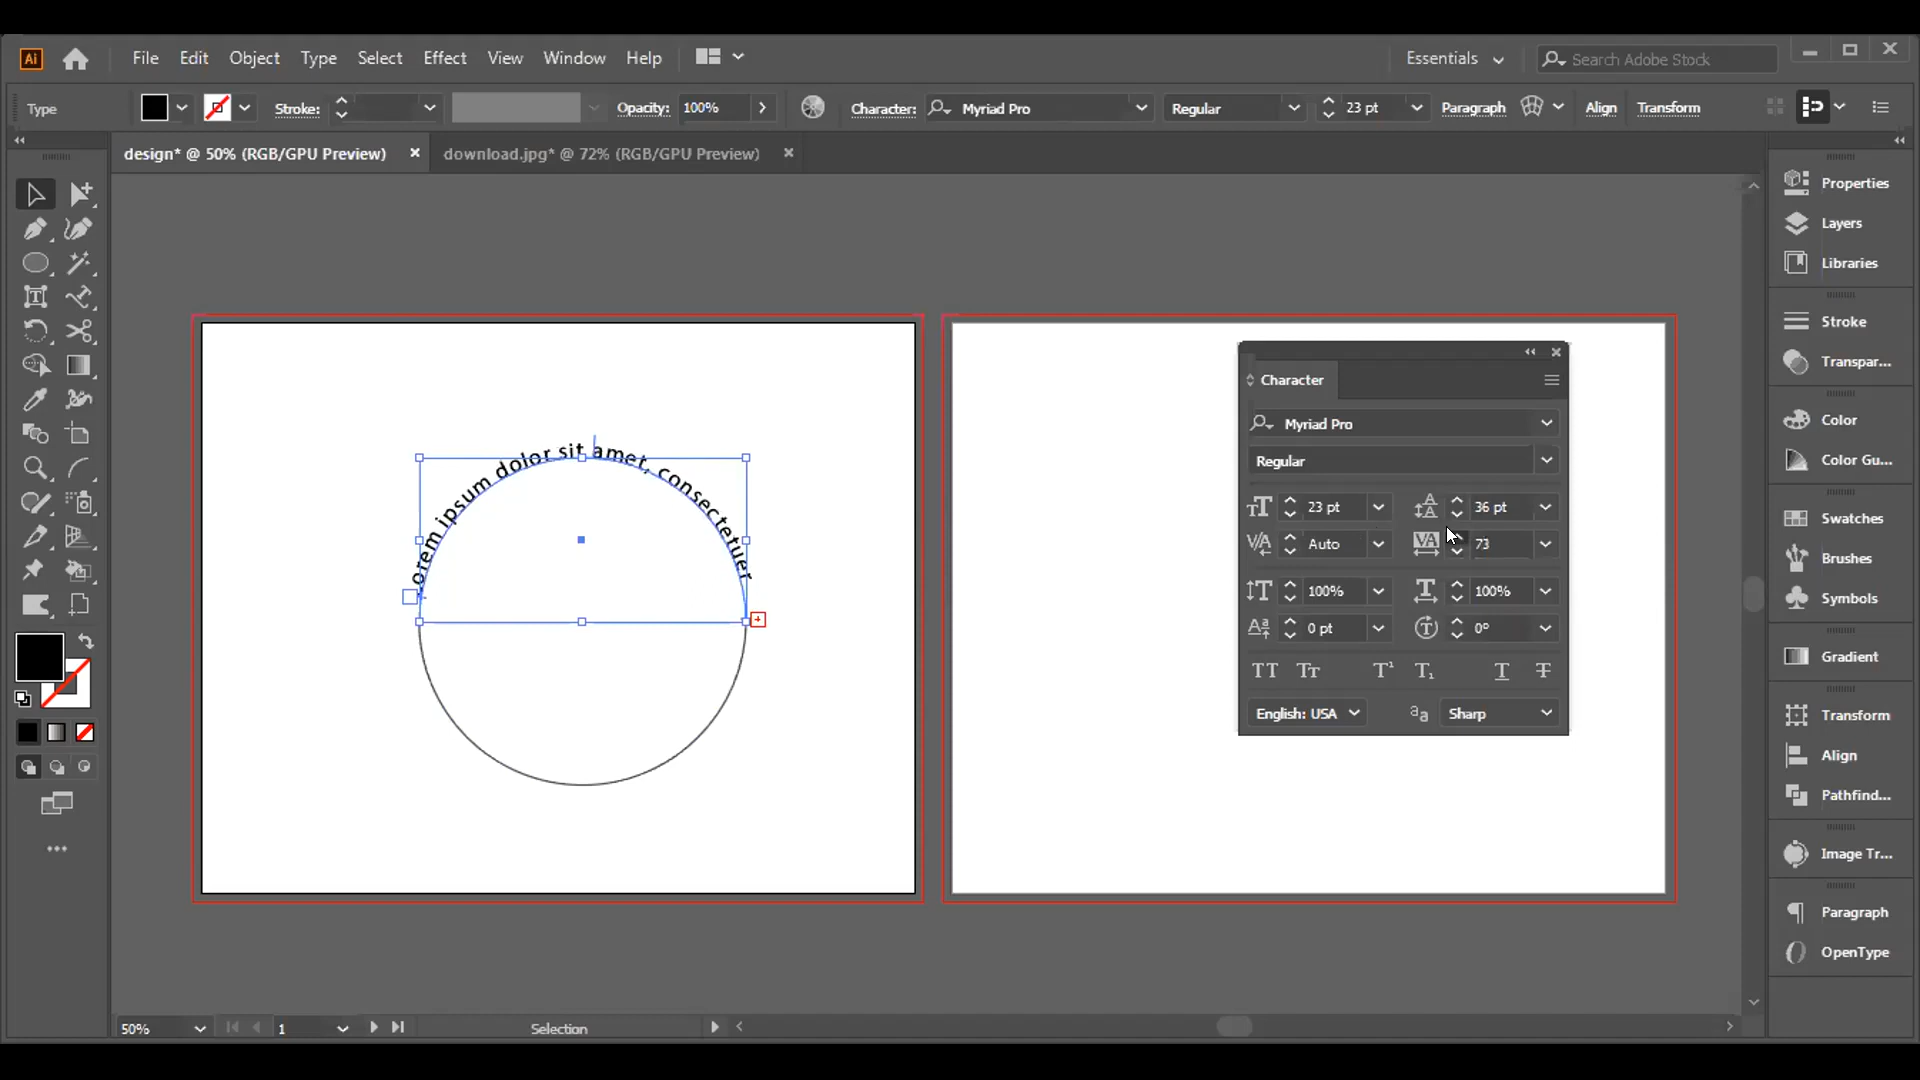 Ai File Edit Object Type Select Effect View Window Help Essentials Search Adobe Stock
Type Stroke: Opacity: 100% Character: Myriad Pro Regular 23 pt Paragraph Align Transform
design* @ 50% (RGB/GPU Preview) download.jpg* @ 72% (RGB/GPU Preview)
Lorem ipsum dolor sit amet, consectetuer
Character
Myriad Pro
Regular
23 pt 36 pt
Auto 73
100% 100%
0 pt 0°
English: USA Sharp
Properties
Layers
Libraries
Stroke
Transpar...
Color
Color Gu...
Swatches
Brushes
Symbols
Gradient
Transform
Align
Pathfind...
Image Tr...
Paragraph
OpenType
50% 1 Selection